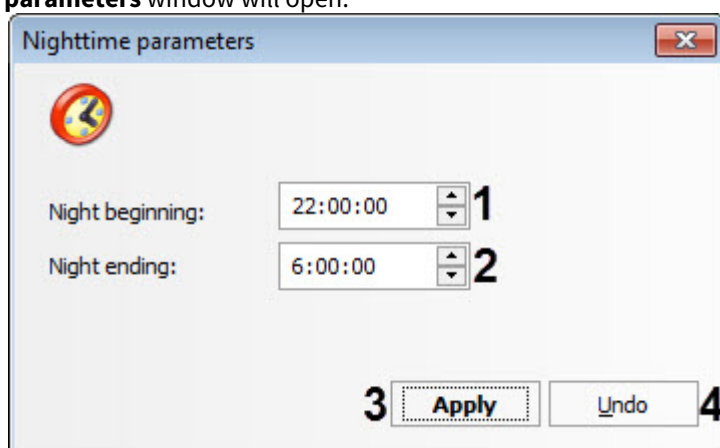 parameters window will open.
Nighttime parameters
Night beginning: 22:00:00 1
Night ending: 6:00:00 2
3 Apply Undo 4